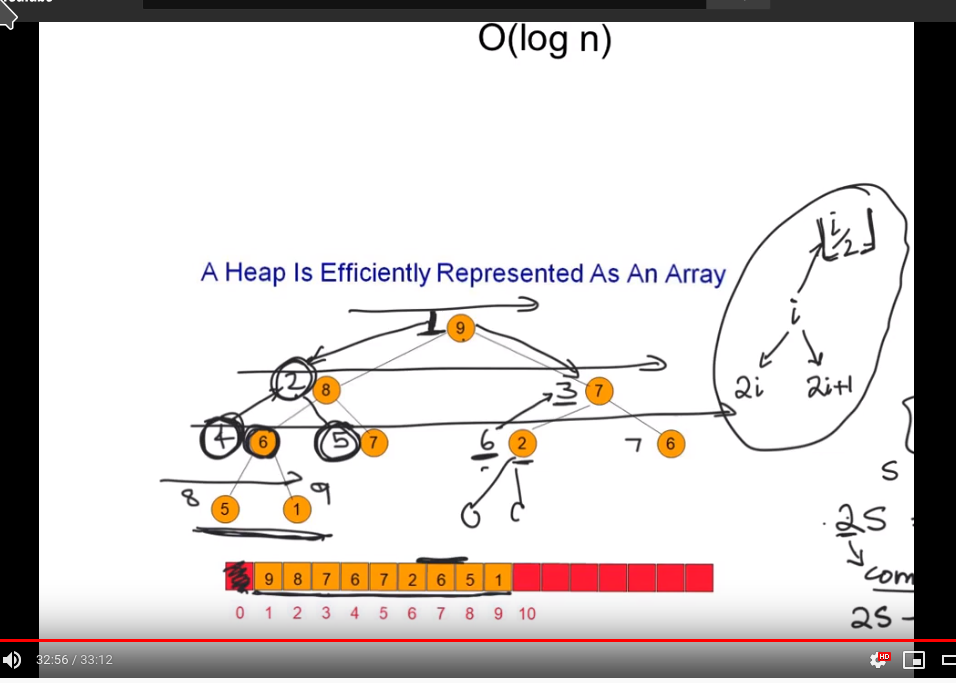 O(log n)
A Heap Is Efficiently Represented As An Array
⌊i/2⌋
i
2i 2i+1
1 9
2 8 3 7
4 6 5 7 6 2 7 6
8 5 1 9
S
2S
com
2S -
9 8 7 6 7 2 6 5 1
0 1 2 3 4 5 6 7 8 9 10
32:56 / 33:12
HD